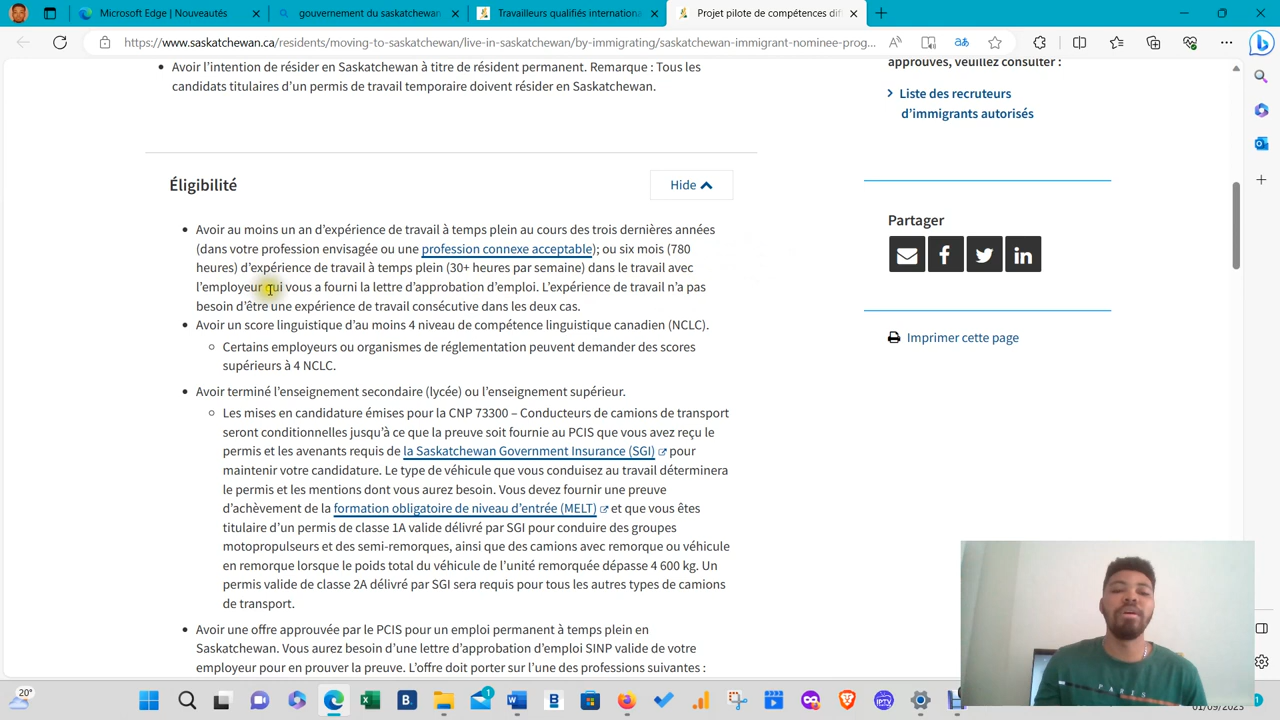 Microsoft Edge | Nouveautés
gouvernement du saskatchewan
Travailleurs qualifiés internationa
Projet pilote de compétences dif
https://www.saskatchewan.ca/residents/moving-to-saskatchewan/live-in-saskatchewan/by-immigrating/saskatchewan-immigrant-nominee-prog...
Avoir l’intention de résider en Saskatchewan à titre de résident permanent. Remarque : Tous les
candidats titulaires d’un permis de travail temporaire doivent résider en Saskatchewan.
approuvés, veuillez consulter :
Liste des recruteurs
d’immigrants autorisés
Éligibilité
Hide
Avoir au moins un an d’expérience de travail à temps plein au cours des trois dernières années
(dans votre profession envisagée ou une profession connexe acceptable); ou six mois (780
heures) d’expérience de travail à temps plein (30+ heures par semaine) dans le travail avec
l’employeur qui vous a fourni la lettre d’approbation d’emploi. L’expérience de travail n’a pas
besoin d’être une expérience de travail consécutive dans les deux cas.
Avoir un score linguistique d’au moins 4 niveau de compétence linguistique canadien (NCLC).
Certains employeurs ou organismes de réglementation peuvent demander des scores
supérieurs à 4 NCLC.
Avoir terminé l’enseignement secondaire (lycée) ou l’enseignement supérieur.
Les mises en candidature émises pour la CNP 73300 – Conducteurs de camions de transport
seront conditionnelles jusqu’à ce que la preuve soit fournie au PCIS que vous avez reçu le
permis et les avenants requis de la Saskatchewan Government Insurance (SGI) pour
maintenir votre candidature. Le type de véhicule que vous conduisez au travail déterminera
le permis et les mentions dont vous aurez besoin. Vous devez fournir une preuve
d’achèvement de la formation obligatoire de niveau d’entrée (MELT) et que vous êtes
titulaire d’un permis de classe 1A valide délivré par SGI pour conduire des groupes
motopropulseurs et des semi-remorques, ainsi que des camions avec remorque ou véhicule
en remorque lorsque le poids total du véhicule de l’unité remorquée dépasse 4 600 kg. Un
permis valide de classe 2A délivré par SGI sera requis pour tous les autres types de camions
de transport.
Avoir une offre approuvée par le PCIS pour un emploi permanent à temps plein en
Saskatchewan. Vous aurez besoin d’une lettre d’approbation d’emploi SINP valide de votre
employeur pour en prouver la preuve. L’offre doit porter sur l’une des professions suivantes :
Partager
Imprimer cette page
PARIS
20°
IPTV
01/09/2023